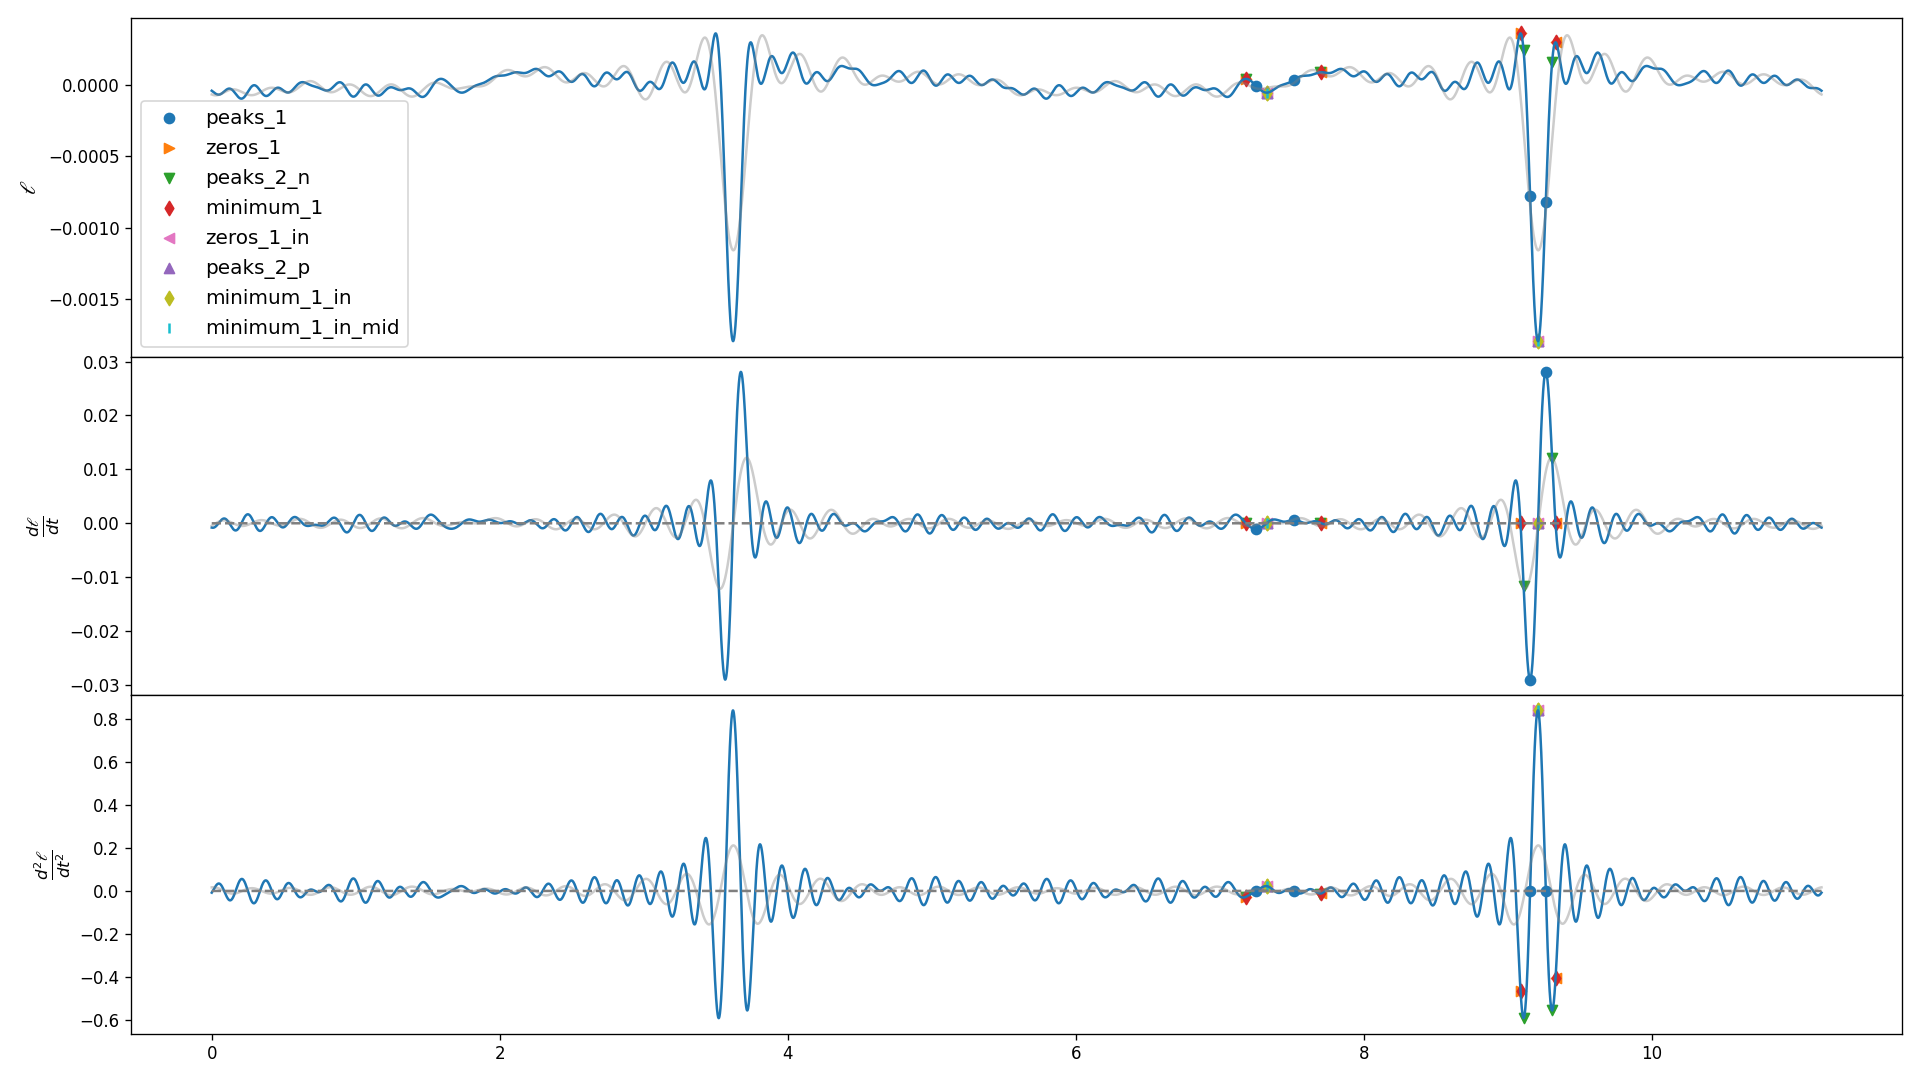 0.0000
−0.0005
−0.0010
−0.0015
ℓ
peaks_1
zeros_1
peaks_2_n
minimum_1
zeros_1_in
peaks_2_p
minimum_1_in
minimum_1_in_mid
0.03
0.02
0.01
0.00
−0.01
−0.02
−0.03
dℓ
dt
0.8
0.6
0.4
0.2
0.0
−0.2
−0.4
−0.6
d²ℓ
dt²
0 2 4 6 8 10